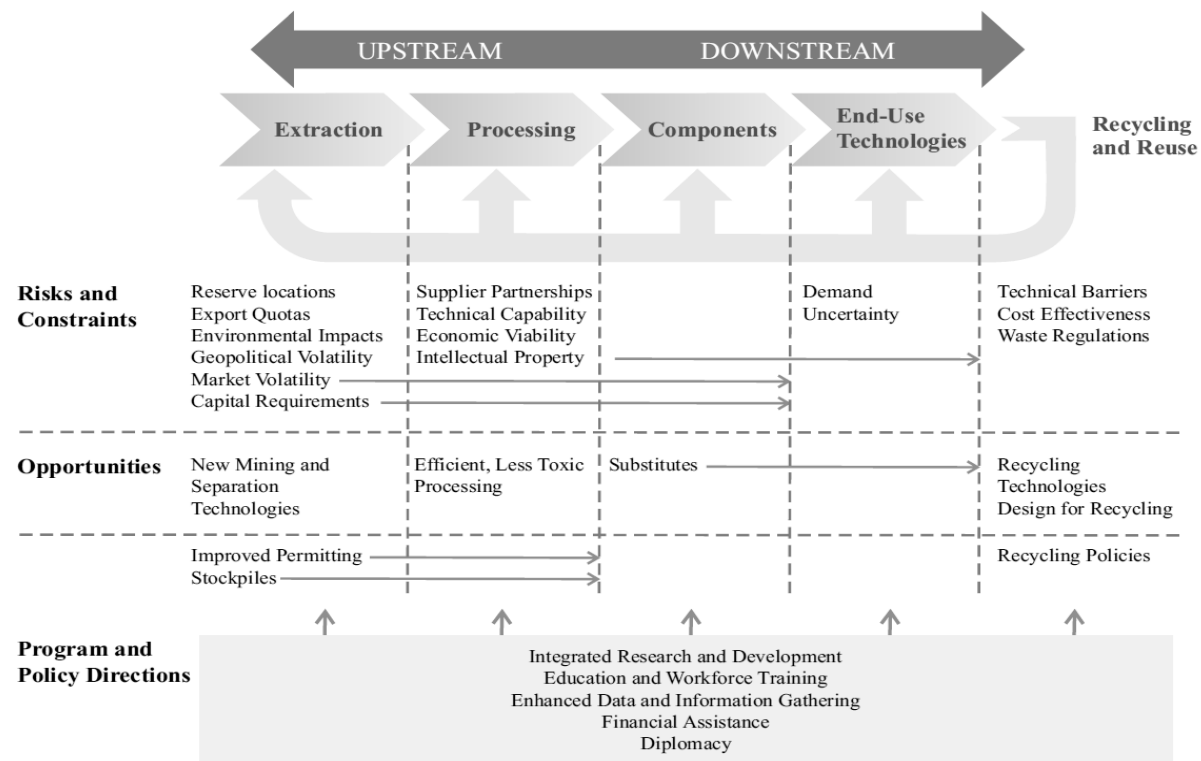 UPSTREAM
DOWNSTREAM
Extraction
Processing
Components
End-Use
Technologies
Recycling
and Reuse
Risks and
Constraints
Reserve locations
Export Quotas
Environmental Impacts
Geopolitical Volatility
Market Volatility
Capital Requirements
Supplier Partnerships
Technical Capability
Economic Viability
Intellectual Property
Demand
Uncertainty
Technical Barriers
Cost Effectiveness
Waste Regulations
Opportunities
New Mining and
Separation
Technologies
Efficient, Less Toxic
Processing
Substitutes
Recycling
Technologies
Design for Recycling
Improved Permitting
Stockpiles
Recycling Policies
Program and
Policy Directions
Integrated Research and Development
Education and Workforce Training
Enhanced Data and Information Gathering
Financial Assistance
Diplomacy